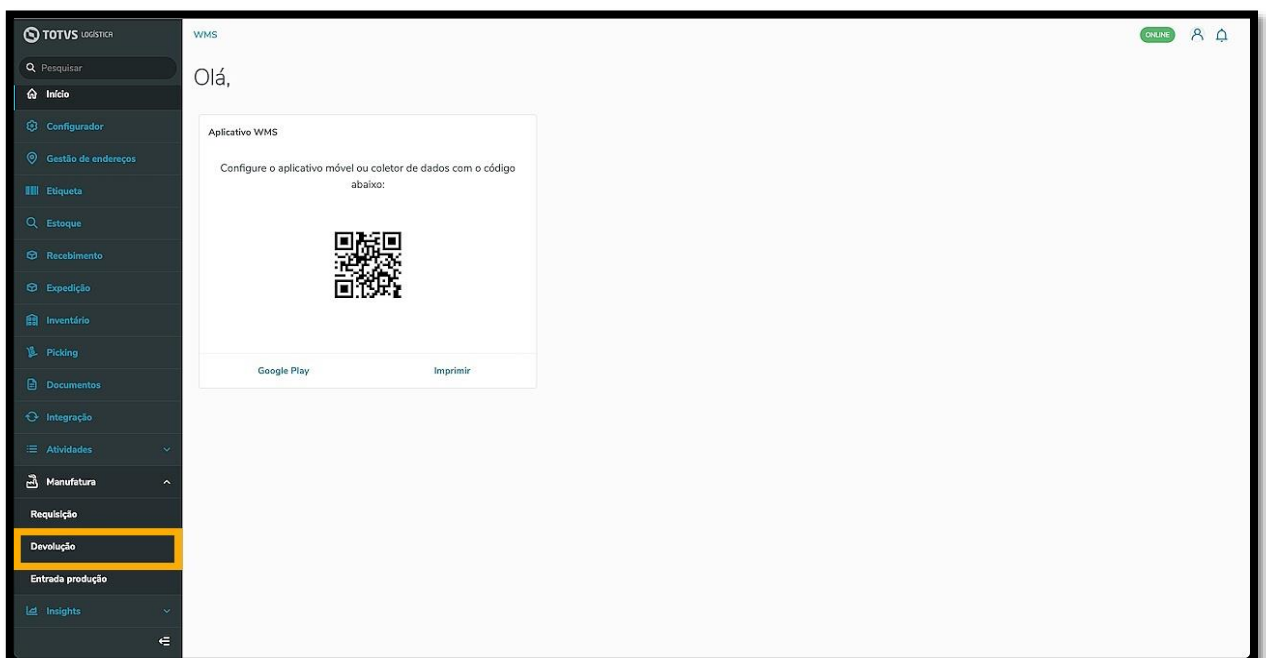 TOTVS LOGÍSTICA
Pesquisar
Início
Configurador
Gestão de endereços
Etiqueta
Estoque
Recebimento
Expedição
Inventário
Picking
Documentos
Integração
Atividades
Manufatura
Requisição
Devolução
Entrada produção
Insights
WMS
ONLINE
Olá,
Aplicativo WMS
Configure o aplicativo móvel ou coletor de dados com o código
abaixo:
Google Play
Imprimir